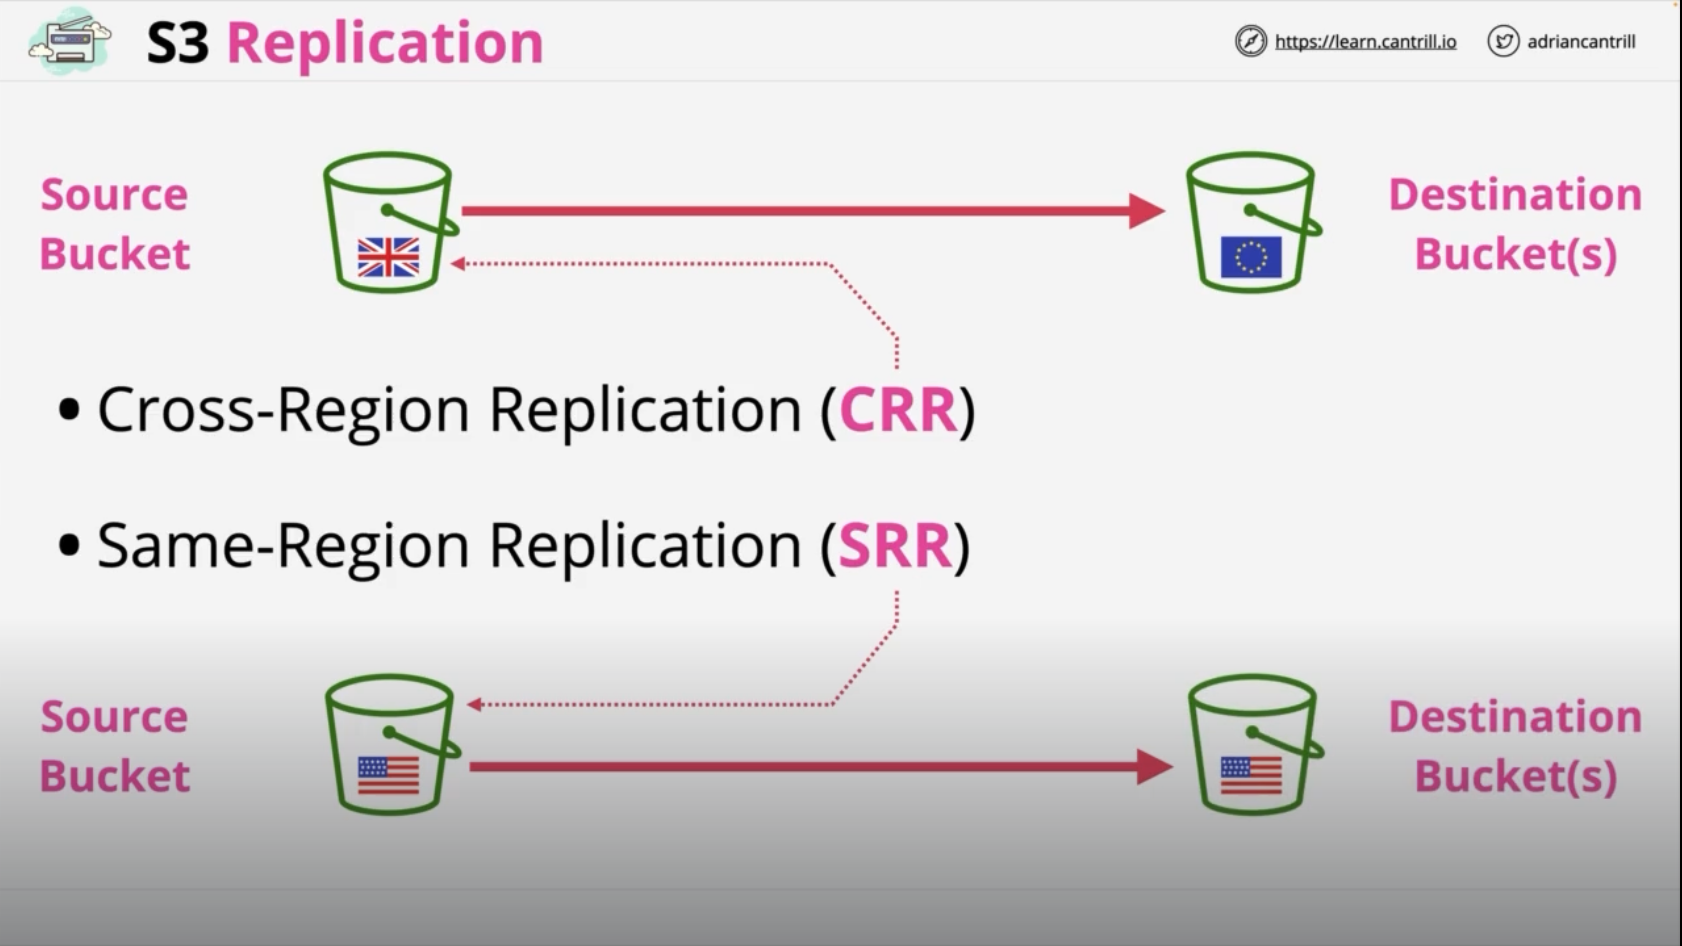 S3 Replication
https://learn.cantrill.io
adriancantrill
Source
Bucket
Destination
Bucket(s)
• Cross-Region Replication (CRR)
• Same-Region Replication (SRR)
Source
Bucket
Destination
Bucket(s)